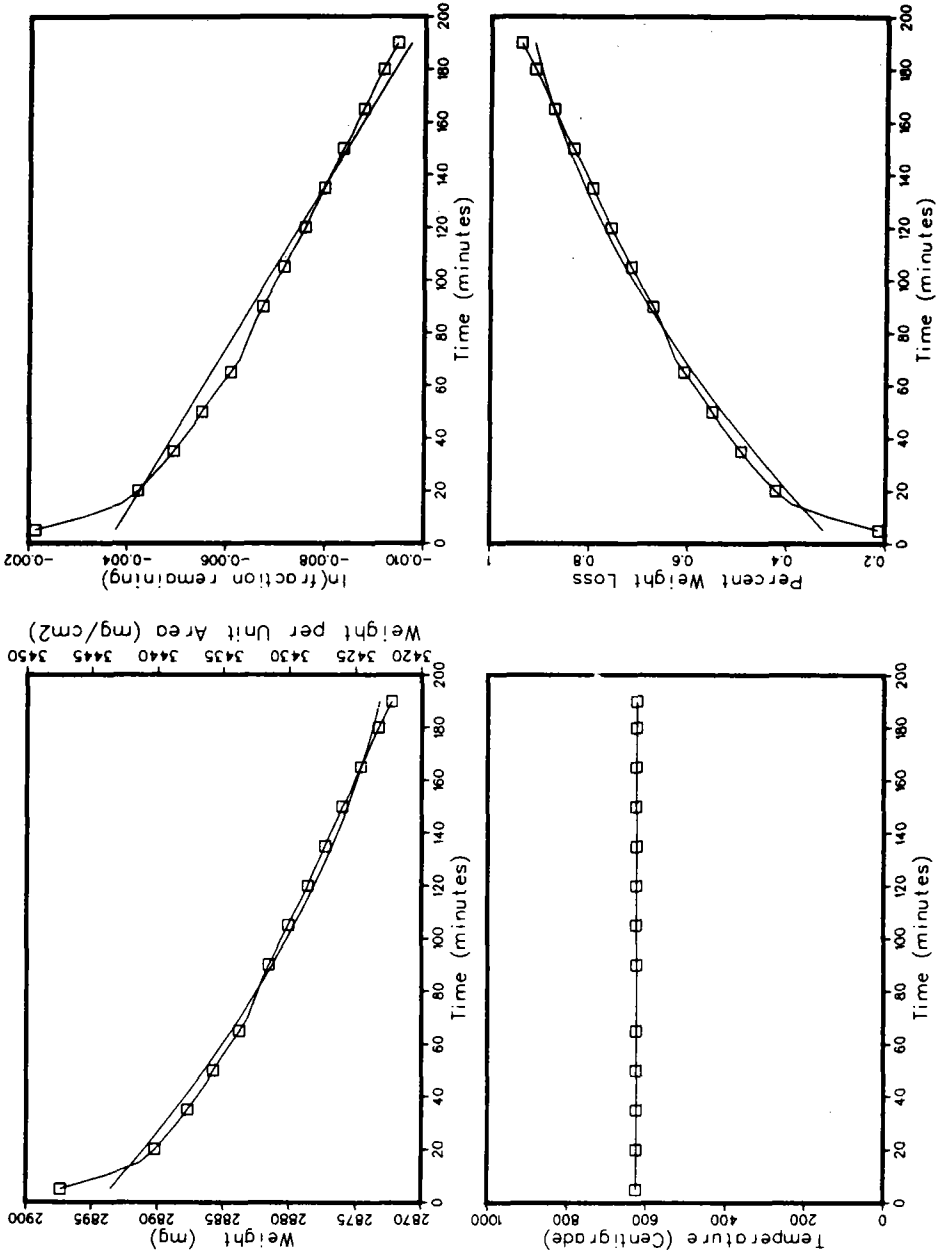 Weight (mg)
2900
2895
2890
2885
2880
2875
2870
0 20 40 60 80 100 120 140 160 180 200
Time (minutes)
3450
3445
3440
3435
3430
3425
3420
Weight per Unit Area (mg/cm2)
ln(fraction remaining)
-0.002
-0.004
-0.006
-0.008
-0.010
0 20 40 60 80 100 120 140 160 180 200
Time (minutes)
Temperature (Centigrade)
1000
800
600
400
200
0
0 20 40 60 80 100 120 140 160 180 200
Time (minutes)
Percent Weight Loss
1
0.8
0.6
0.4
0.2
0 20 40 60 80 100 120 140 160 180 200
Time (minutes)